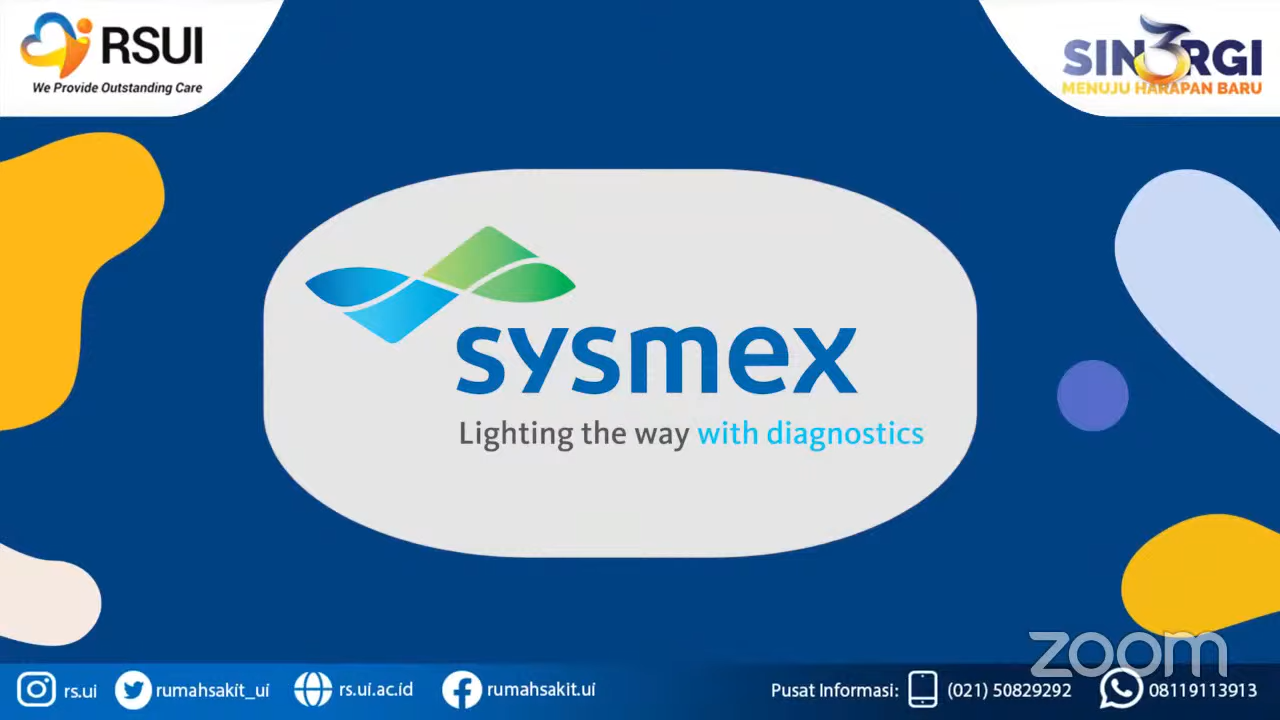 RSUI
We Provide Outstanding Care
SIN3RGI
MENUJU HARAPAN BARU
sysmex
Lighting the way with diagnostics
zoom
rs.ui
rumahsakit_ui
rs.ui.ac.id
rumahsakit.ui
Pusat Informasi:
(021) 50829292
08119113913